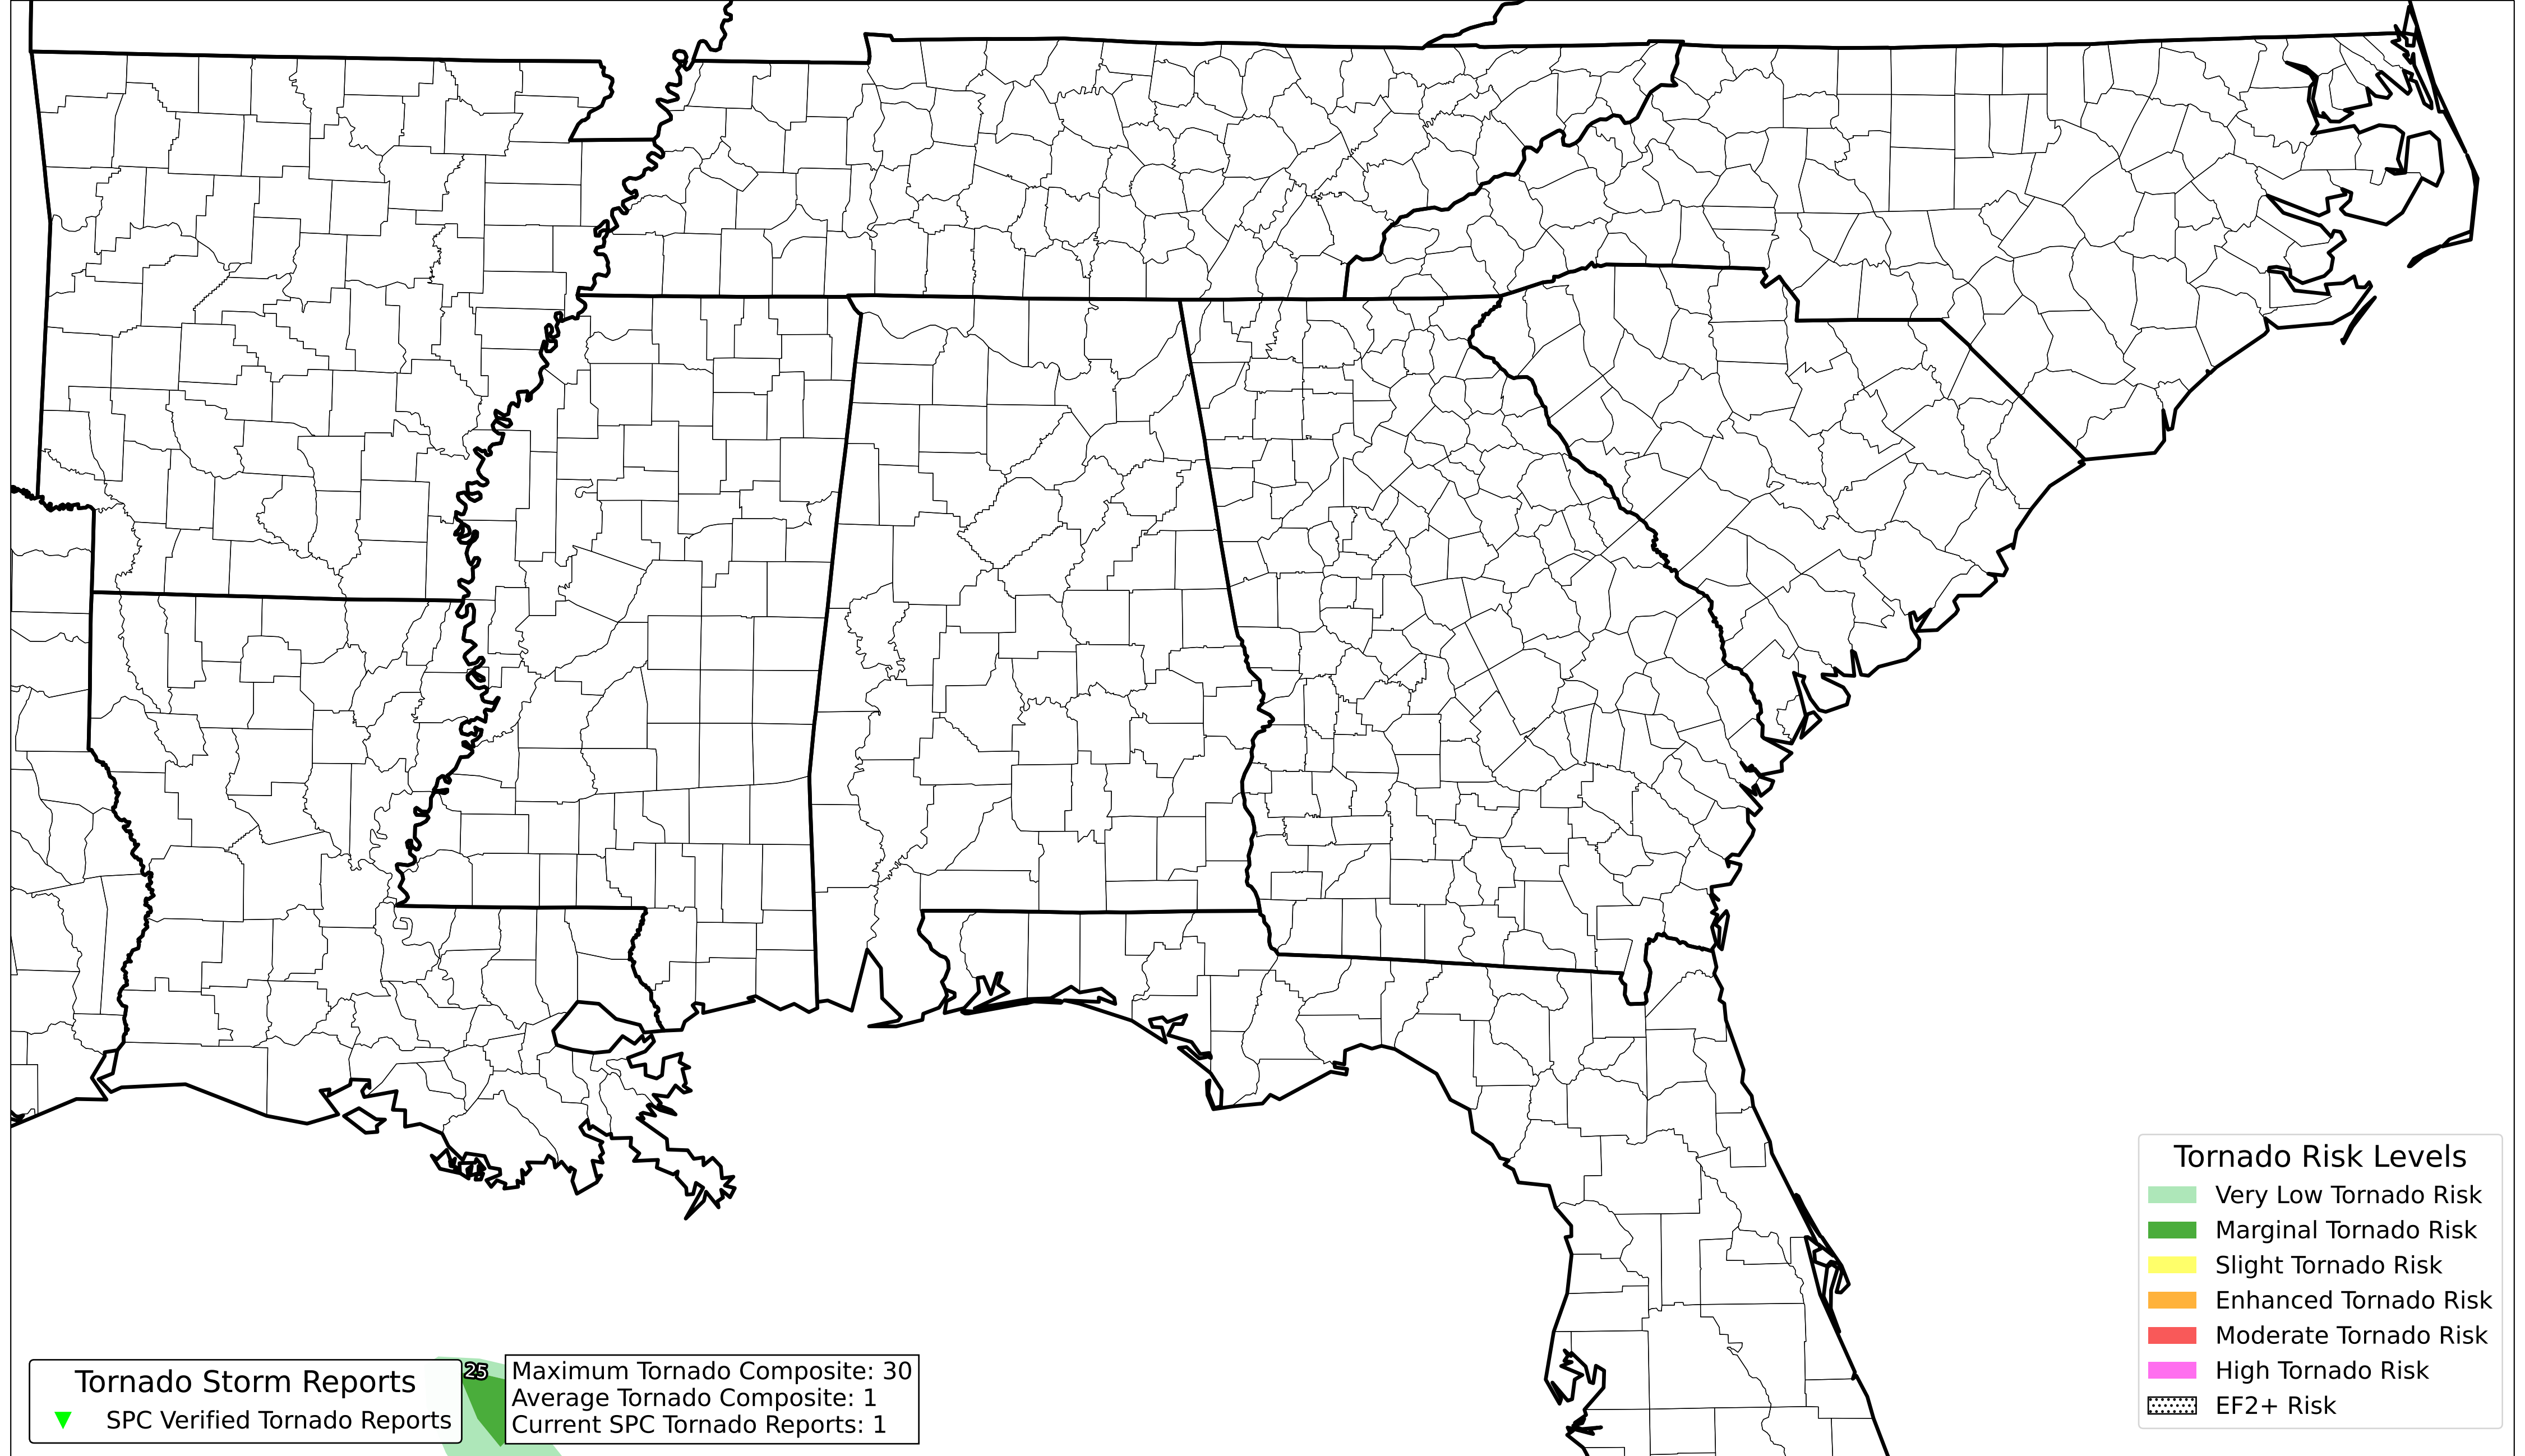 Tornado Risk Levels
Very Low Tornado Risk
Marginal Tornado Risk
Slight Tornado Risk
Enhanced Tornado Risk
Moderate Tornado Risk
High Tornado Risk
EF2+ Risk
Tornado Storm Reports
SPC Verified Tornado Reports
25
Maximum Tornado Composite: 30
Average Tornado Composite: 1
Current SPC Tornado Reports: 1